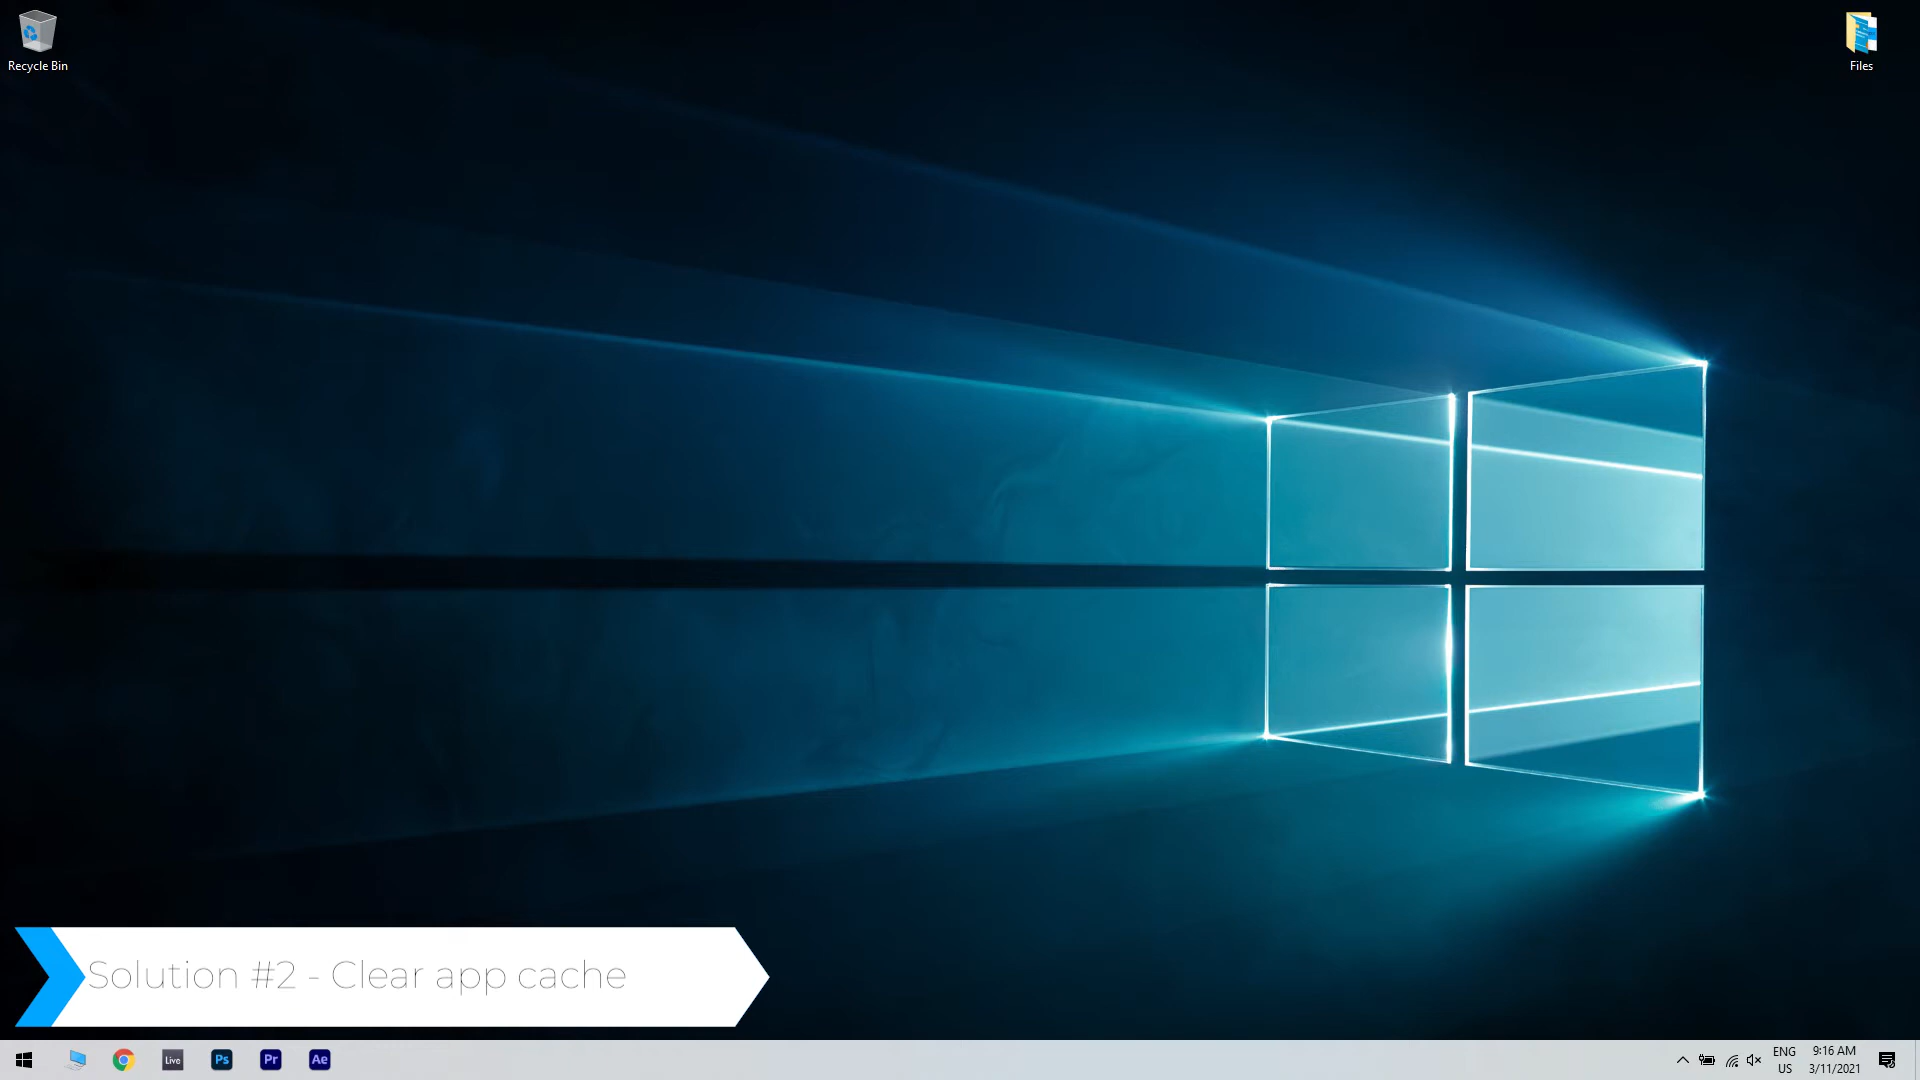 Recycle Bin
Files
Solution #2 - Clear app cache
Live
Ps
Pr
Ae
ENG
US
9:16 AM
3/11/2021